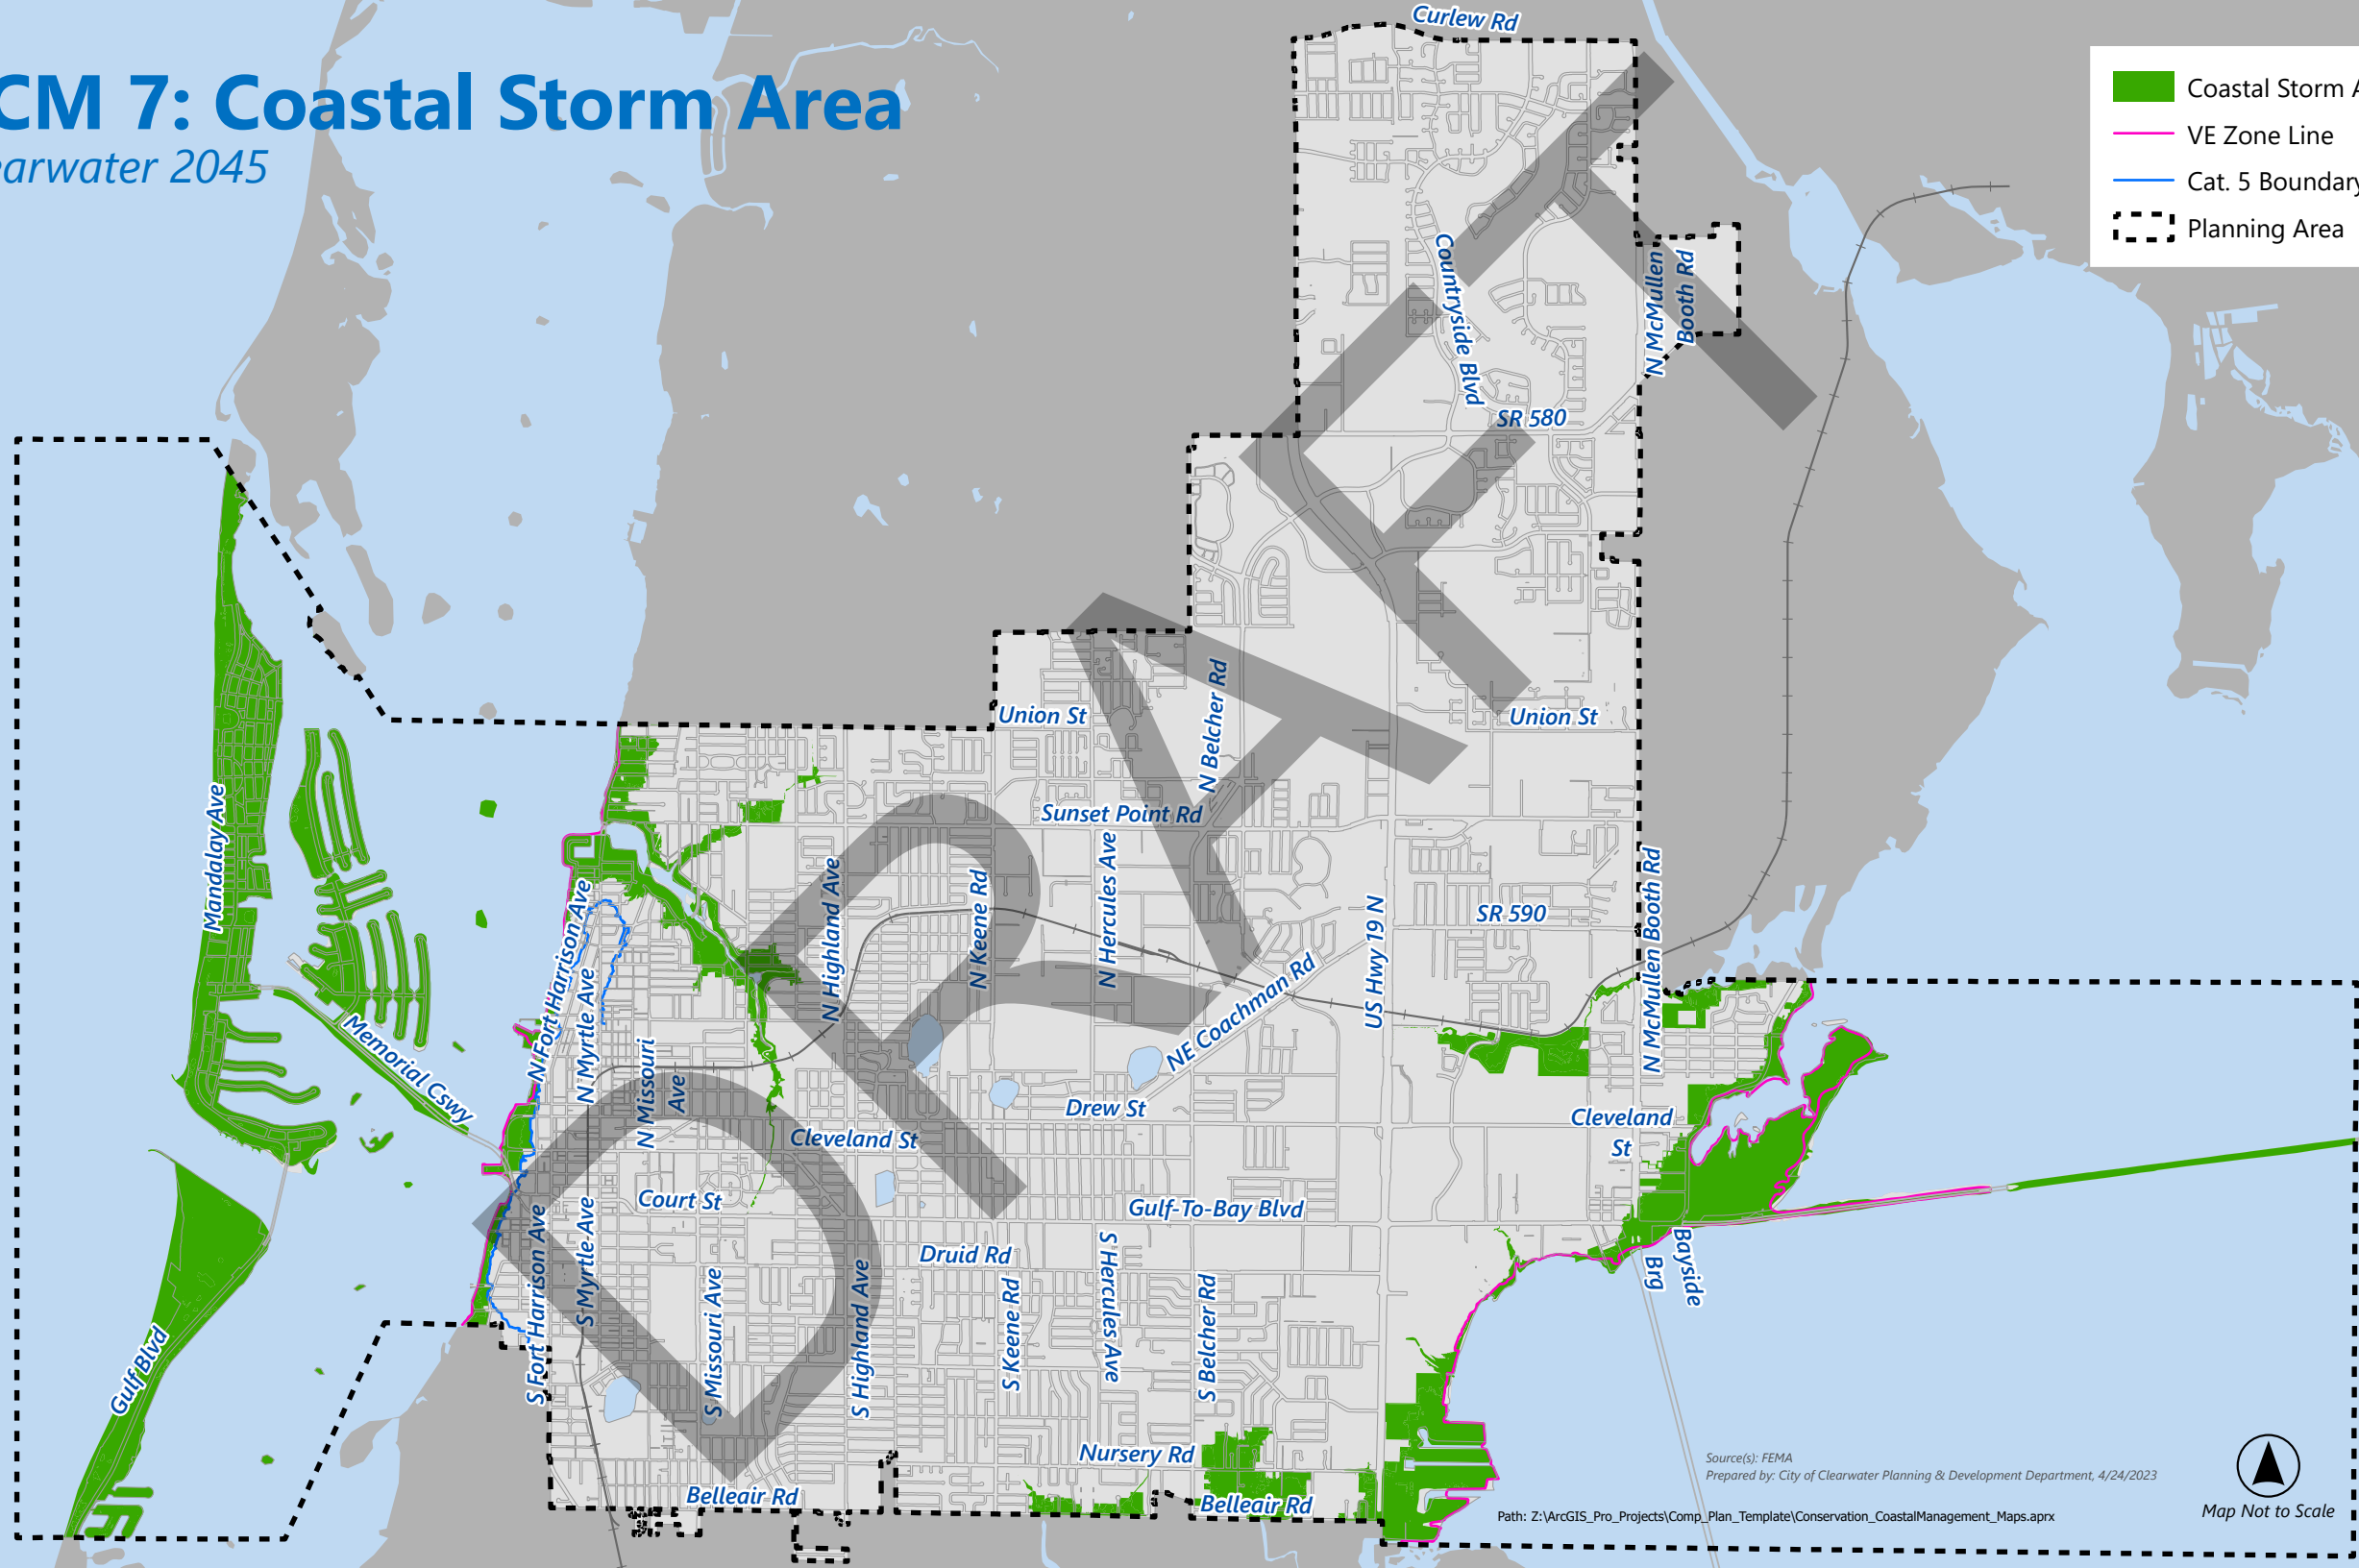 CM 7: Coastal Storm Area
earwater 2045
Coastal Storm A
VE Zone Line
Cat. 5 Boundary
Planning Area
Curlew Rd
Countryside Blvd
N McMullen
Booth Rd
SR 580
Union St
N Belcher Rd
Union St
Sunset Point Rd
Mandalay Ave
N Fort Harrison Ave
N Myrtle Ave
N Highland Ave
N Keene Rd
N Hercules Ave
US Hwy 19 N
SR 590
N McMullen Booth Rd
NE Coachman Rd
Memorial Cswy
N Missouri
Ave
Drew St
Cleveland St
Cleveland
St
Court St
Gulf-To-Bay Blvd
Druid Rd
S Fort Harrison Ave
S Myrtle Ave
S Missouri Ave
S Highland Ave
S Keene Rd
S Hercules Ave
S Belcher Rd
Bayside
Brg
Gulf Blvd
Nursery Rd
Belleair Rd
Belleair Rd
DRAFT
Source(s): FEMA
Prepared by: City of Clearwater Planning & Development Department, 4/24/2023
Path: Z:\ArcGIS_Pro_Projects\Comp_Plan_Template\Conservation_CoastalManagement_Maps.aprx
Map Not to Scale